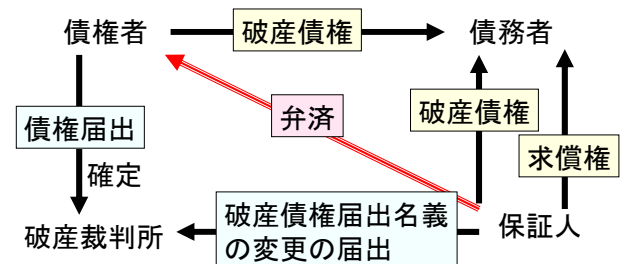 債権者
破産債権
債務者
弁済
破産債権
債権届出
求償権
確定
破産債権届出名義
の変更の届出
保証人
破産裁判所